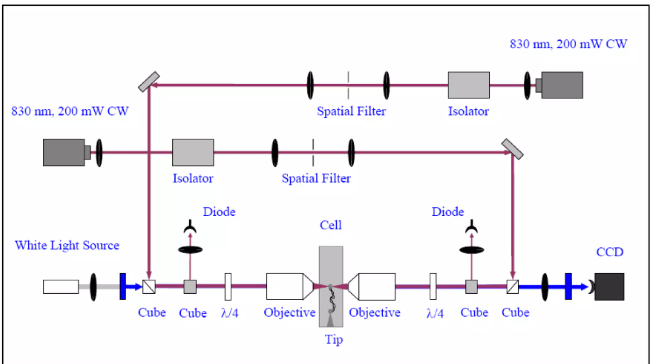 830 nm, 200 mW CW
Spatial Filter
Isolator
830 nm, 200 mW CW
Isolator
Spatial Filter
Diode
Diode
Cell
White Light Source
CCD
Cube
Cube
λ/4
Objective
Objective
λ/4
Cube
Cube
Tip